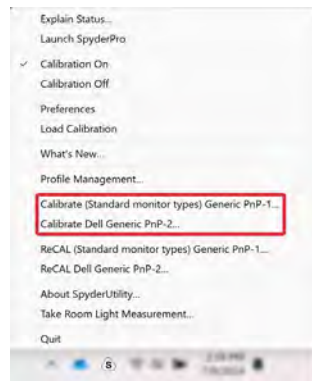 Explain Status...
Launch SpyderPro
Calibration On
Calibration Off
Preferences
Load Calibration
What's New...
Profile Management...
Calibrate (Standard monitor types) Generic PnP-1...
Calibrate Dell Generic PnP-2...
ReCAL (Standard monitor types) Generic PnP-1...
ReCAL Dell Generic PnP-2...
About SpyderUtility...
Take Room Light Measurement...
Quit
S